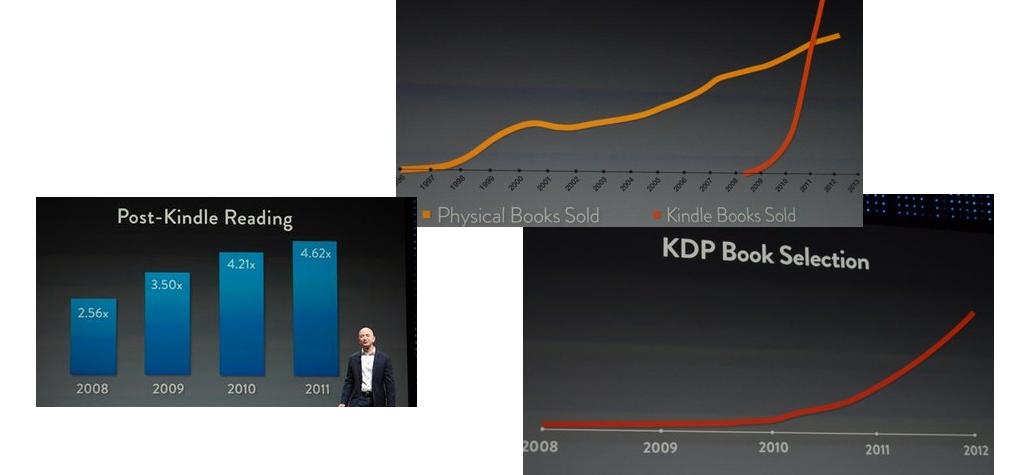 1997 1998 1999 2000 2001 2002 2003 2004 2005 2006 2007 2008 2009 2010 2011 2012 2013
Physical Books Sold Kindle Books Sold
Post-Kindle Reading
2.56x 3.50x 4.21x 4.62x
2008 2009 2010 2011
KDP Book Selection
2008 2009 2010 2011 2012